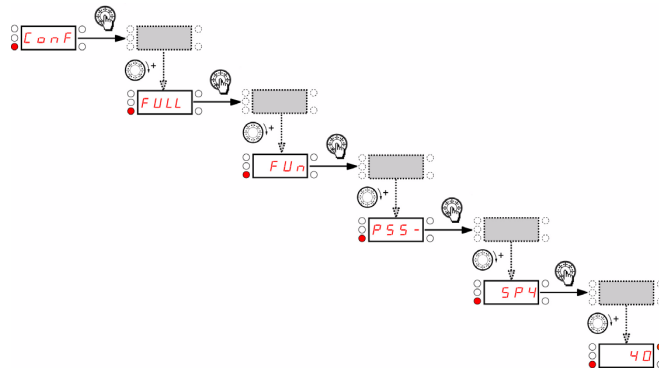 ConF
+
FULL
+
FUn
+
PSS-
+
SP4
+
40